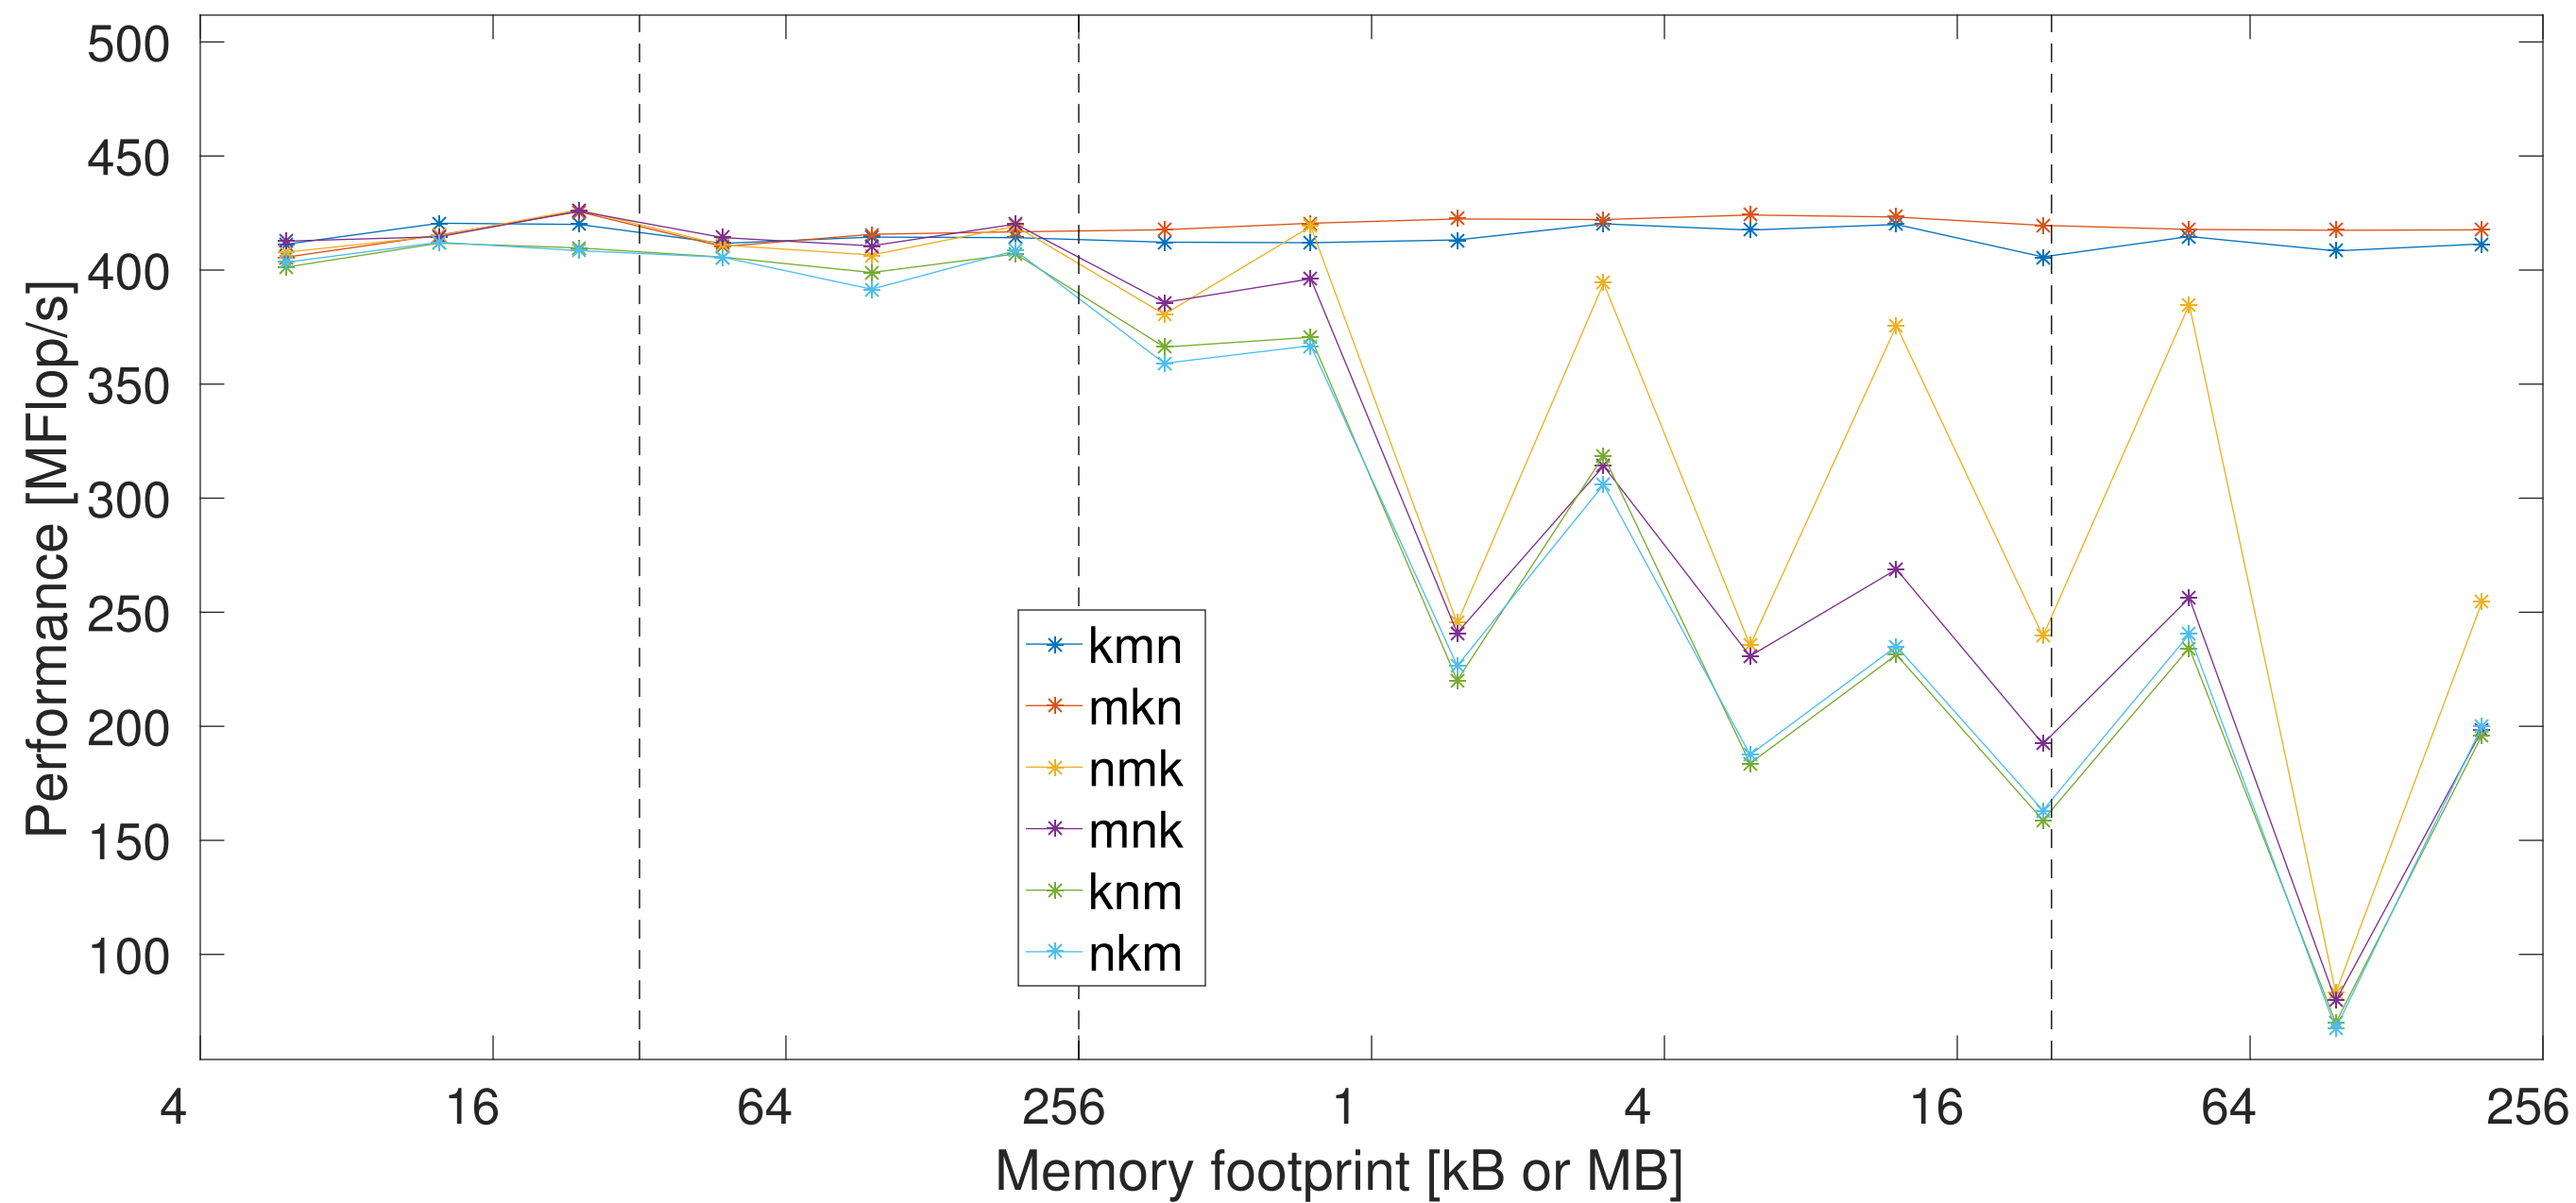 500
450
400
350
300
250
200
150
100
Performance [MFlop/s]
kmn
mkn
nmk
mnk
knm
nkm
4 16 64 256 1 4 16 64 256
Memory footprint [kB or MB]